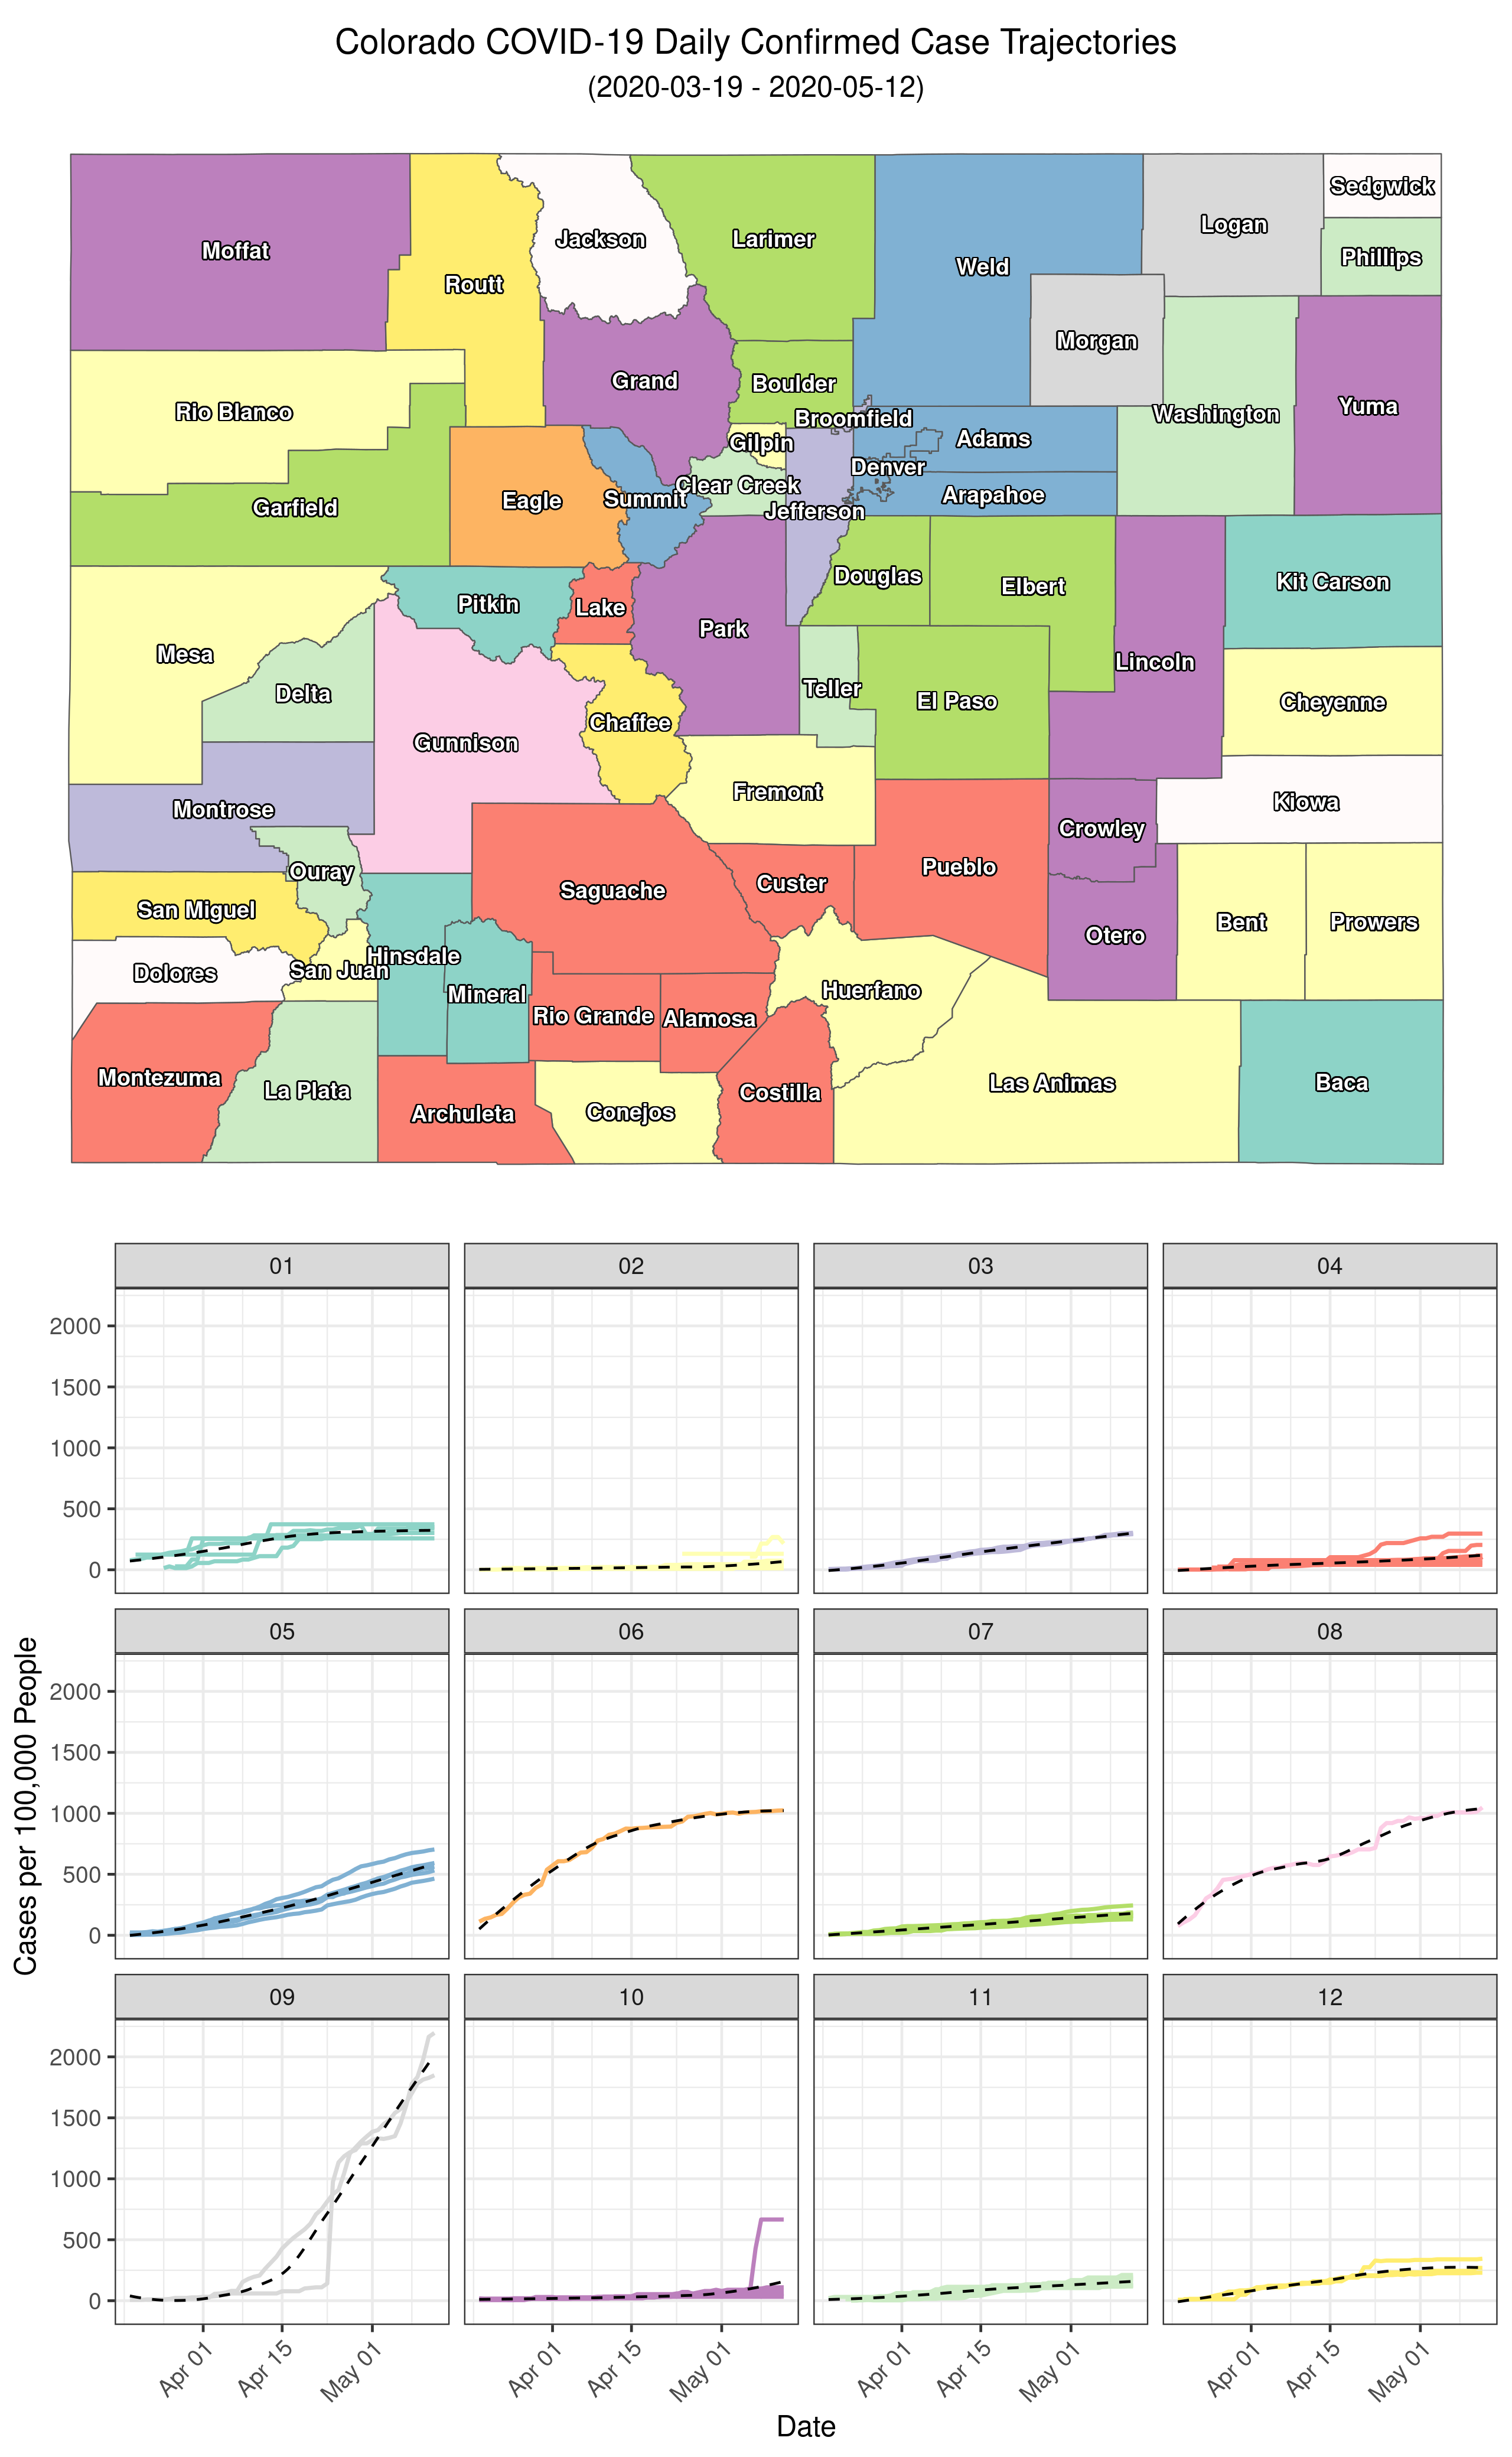 Colorado COVID-19 Daily Confirmed Case Trajectories
(2020-03-19 - 2020-05-12)
Sedgwick
Logan
Jackson
Larimer
Moffat
Phillips
Weld
Routt
Morgan
Grand
Boulder
Yuma
Rio Blanco
Washington
Broomfield
Adams
Gilpin
Denver
Clear Creek
Arapahoe
Summit
Eagle
Garfield
Jefferson
Douglas
Kit Carson
Elbert
Pitkin
Lake
Park
Mesa
Lincoln
Teller
Delta
El Paso
Cheyenne
Chaffee
Gunnison
Fremont
Kiowa
Montrose
Crowley
Pueblo
Ouray
Custer
Saguache
San Miguel
Bent
Prowers
Otero
Hinsdale
San Juan
Dolores
Huerfano
Mineral
Rio Grande
Alamosa
Montezuma
Las Animas
Baca
La Plata
Costilla
Conejos
Archuleta
01 02 03 04
2000
1500
1000
500
0
05 06 07 08
2000
1500
1000
500
0
09 10 11 12
2000
1500
1000
500
0
Apr 01 Apr 15 May 01 Apr 01 Apr 15 May 01 Apr 01 Apr 15 May 01 Apr 01 Apr 15 May 01
Cases per 100,000 People
Date